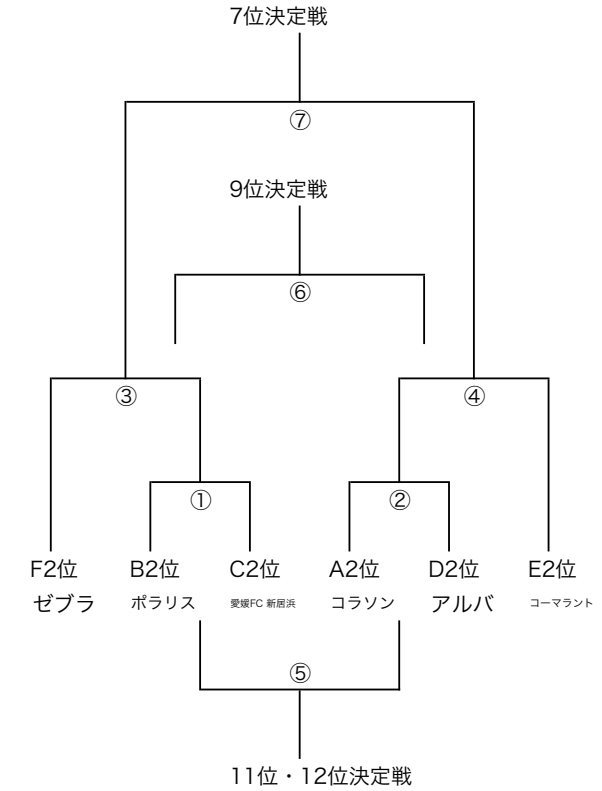 7位決定戦
⑦
9位決定戦
⑥
③ ④
① ②
F2位 B2位 C2位 A2位 D2位 E2位
ゼブラ ポラリス 愛媛FC 新居浜 コラソン アルバ コーマラント
⑤
11位・12位決定戦